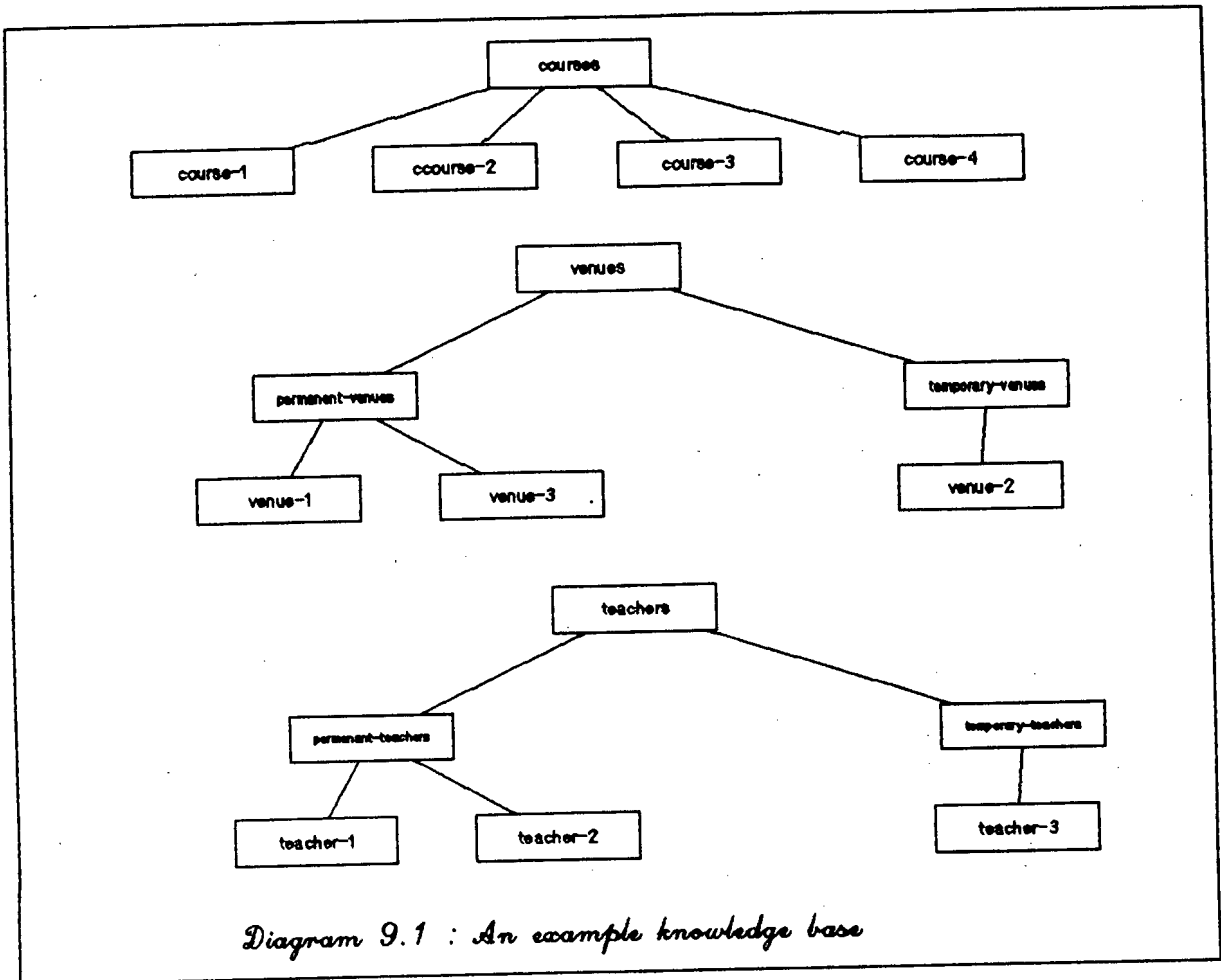 courses
course-1 ccourse-2 course-3 course-4
venues
permanent-venues temporary-venues
venue-1 venue-3 venue-2
teachers
permanent-teachers temporary-teachers
teacher-1 teacher-2 teacher-3
Diagram 9.1 : An example knowledge base